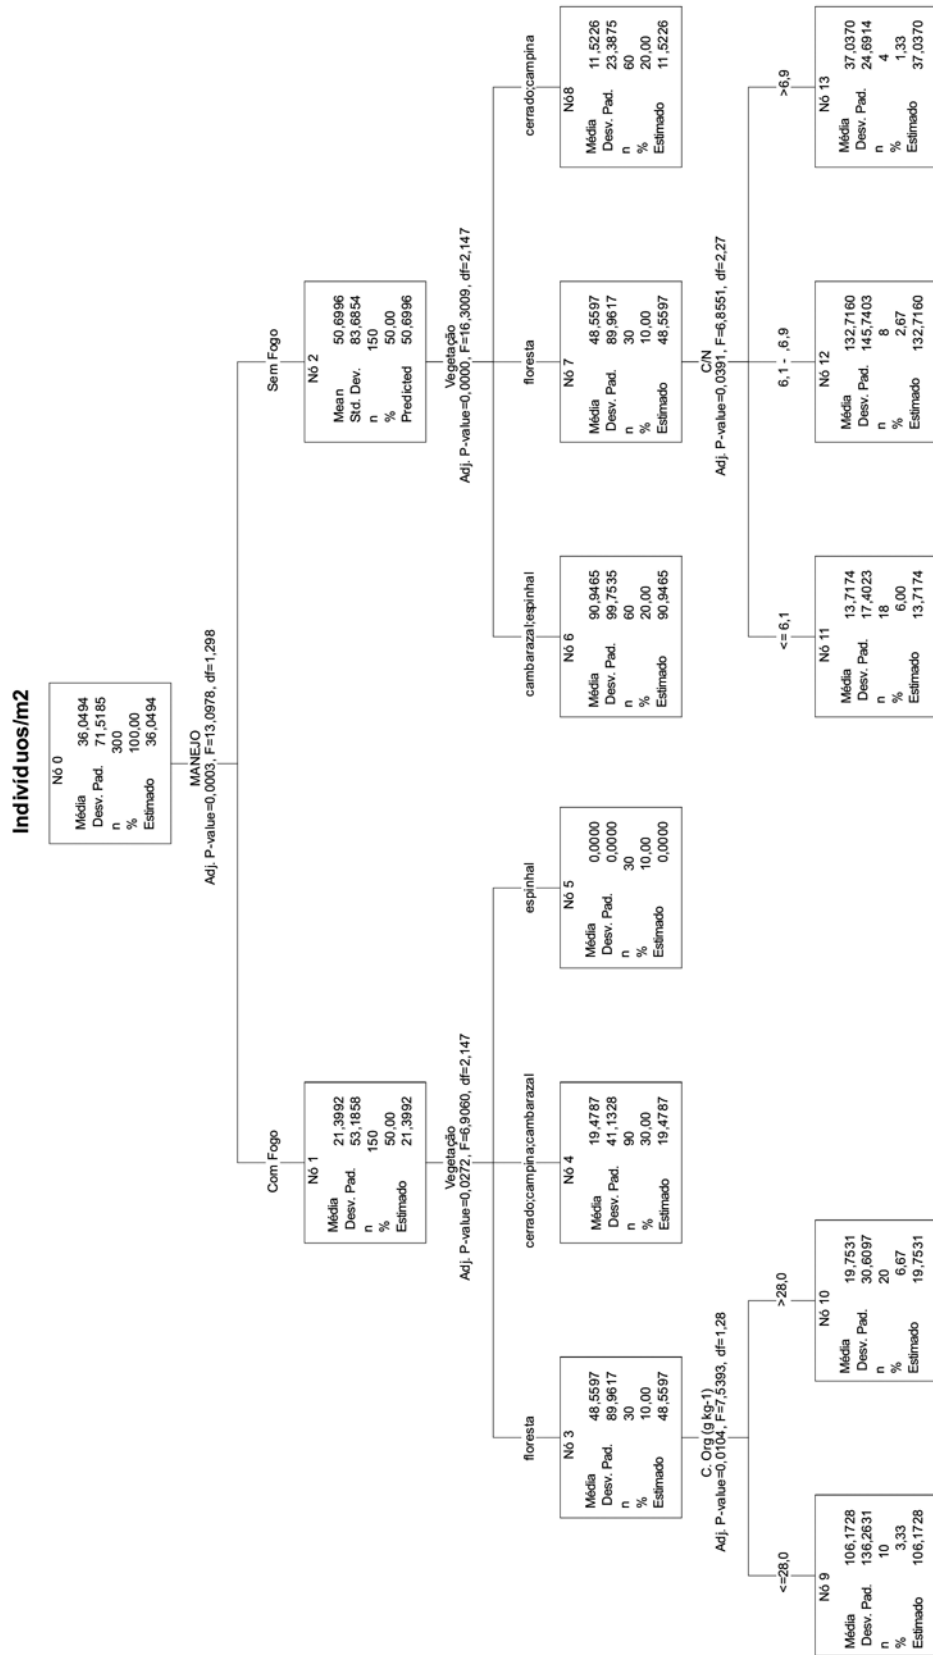 Indivíduos/m2
Nó 0
Média 36,0494
Desv. Pad. 71,5185
n 300
% 100,00
Estimado 36,0494
MANEJO
Adj. P-value=0,0003, F=13,0978, df=1,298
Com Fogo
Nó 1
Média 21,3992
Desv. Pad. 53,1858
n 150
% 50,00
Estimado 21,3992
Sem Fogo
Nó 2
Mean 50,6996
Std. Dev. 83,6854
n 150
% 50,00
Predicted 50,6996
Vegetação
Adj. P-value=0,0272, F=6,9060, df=2,147
Vegetação
Adj. P-value=0,0000, F=16,3009, df=2,147
floresta
Nó 3
Média 48,5597
Desv. Pad. 89,9617
n 30
% 10,00
Estimado 48,5597
cerrado;campina;cambarazal
Nó 4
Média 19,4787
Desv. Pad. 41,1328
n 90
% 30,00
Estimado 19,4787
espinhal
Nó 5
Média 0,0000
Desv. Pad. 0,0000
n 30
% 10,00
Estimado 0,0000
cambarazal;espinhal
Nó 6
Média 90,9465
Desv. Pad. 99,7535
n 60
% 20,00
Estimado 90,9465
floresta
Nó 7
Média 48,5597
Desv. Pad. 89,9617
n 30
% 10,00
Estimado 48,5597
cerrado;campina
Nó8
Média 11,5226
Desv. Pad. 23,3875
n 60
% 20,00
Estimado 11,5226
C. Org (g kg-1)
Adj. P-value=0,0104, F=7,5393, df=1,28
C/N
Adj. P-value=0,0391, F=6,8551, df=2,27
<=28,0
Nó 9
Média 106,1728
Desv. Pad. 136,2631
n 10
% 3,33
Estimado 106,1728
>28,0
Nó 10
Média 19,7531
Desv. Pad. 30,6097
n 20
% 6,67
Estimado 19,7531
<= 6,1
Nó 11
Média 13,7174
Desv. Pad. 17,4023
n 18
% 6,00
Estimado 13,7174
6,1 - ,6,9
Nó 12
Média 132,7160
Desv. Pad. 145,7403
n 8
% 2,67
Estimado 132,7160
>6,9
Nó 13
Média 37,0370
Desv. Pad. 24,6914
n 4
% 1,33
Estimado 37,0370